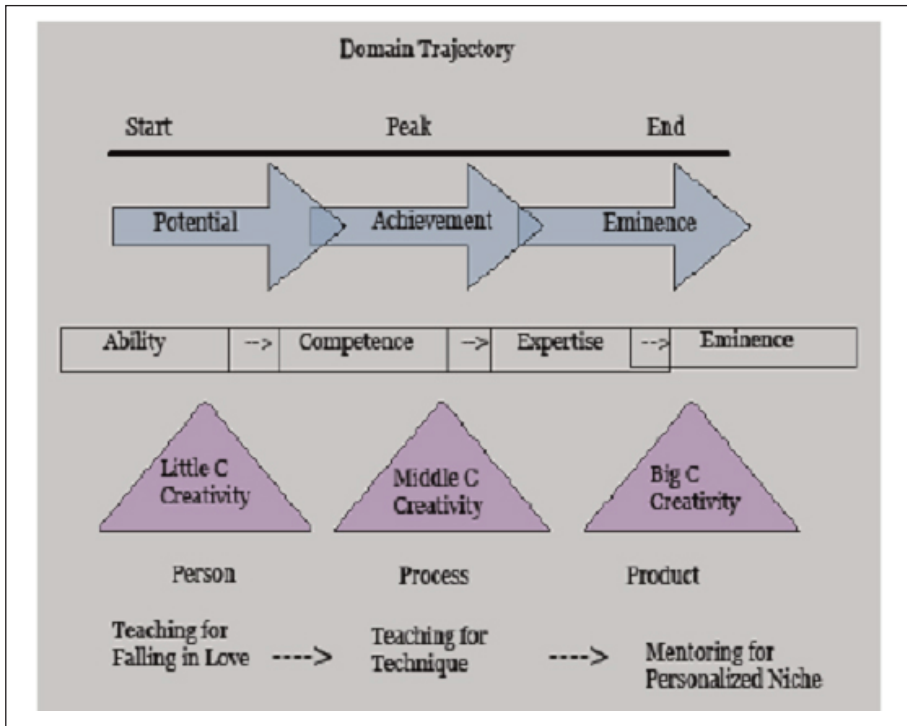 Domain Trajectory
Start Peak End
Potential Achievement Eminence
Ability --> Competence --> Expertise --> Eminence
Little C
Creativity
Middle C
Creativity
Big C
Creativity
Person Process Product
Teaching for
Falling in Love ---->
Teaching for
Technique ---->
Mentoring for
Personalized Niche